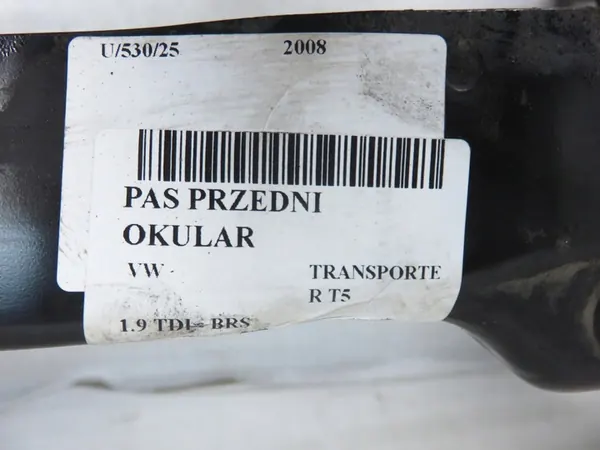 U/530/25 2008
PAS PRZEDNI
OKULAR
VW TRANSPORTE
R T5
1.9 TDI - BRS